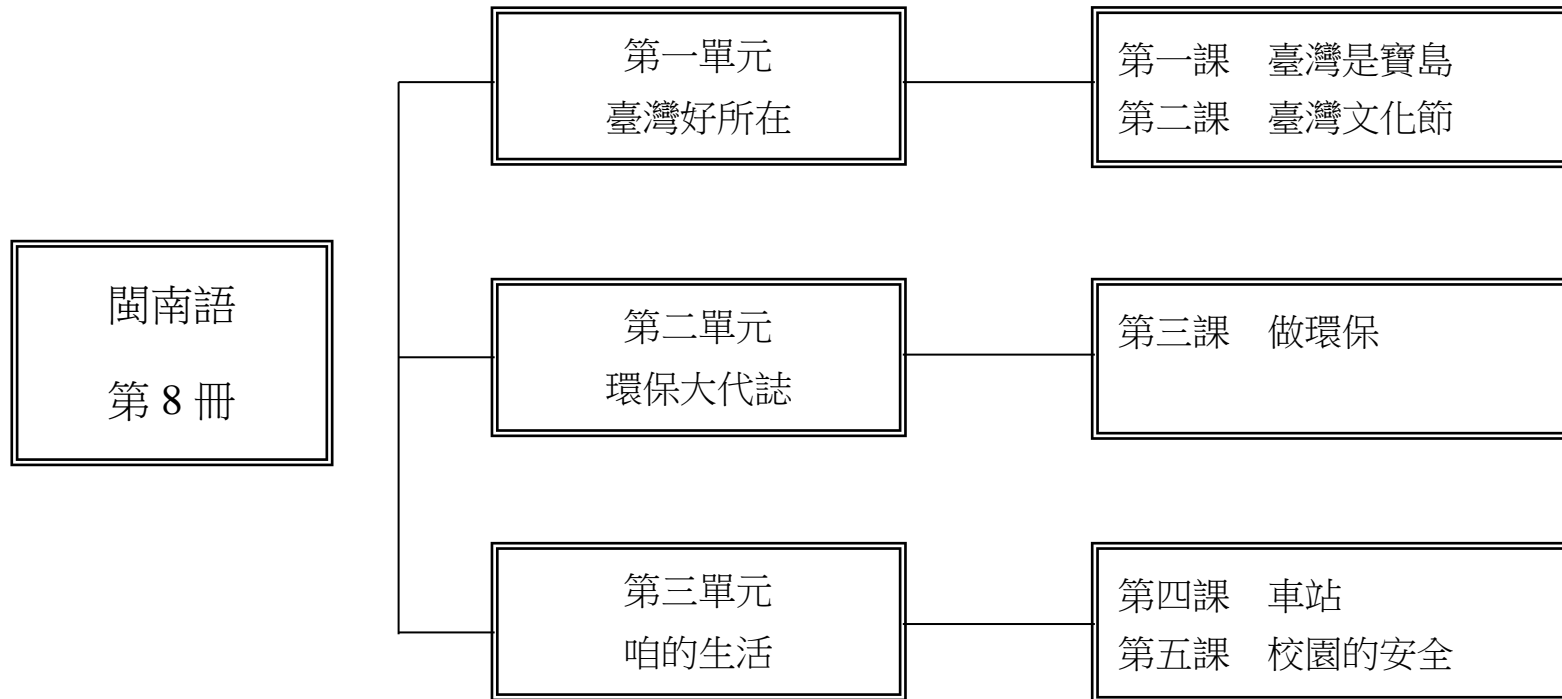 閩南語
第 8 冊
第一單元
臺灣好所在
第一課　臺灣是寶島
第二課　臺灣文化節
第二單元
環保大代誌
第三課　做環保
第三單元
咱的生活
第四課　車站
第五課　校園的安全